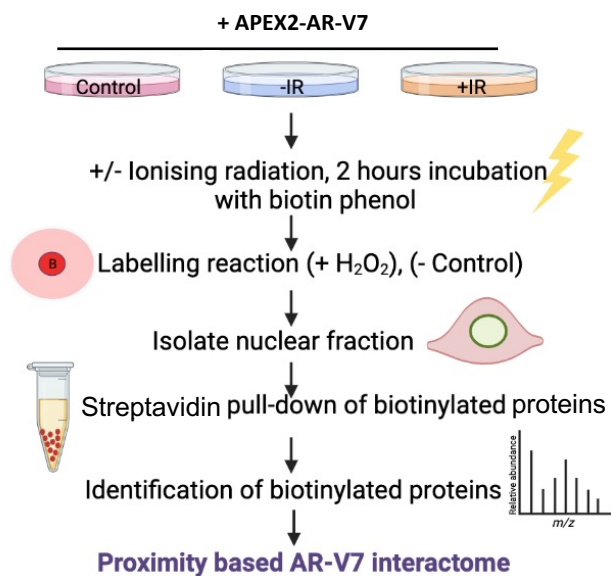 + APEX2-AR-V7
Control
-IR
+IR
+/- Ionising radiation, 2 hours incubation
with biotin phenol
B
Labelling reaction (+ H₂O₂), (- Control)
Isolate nuclear fraction
Streptavidin pull-down of biotinylated proteins
Identification of biotinylated proteins
Relative abundance
m/z
Proximity based AR-V7 interactome